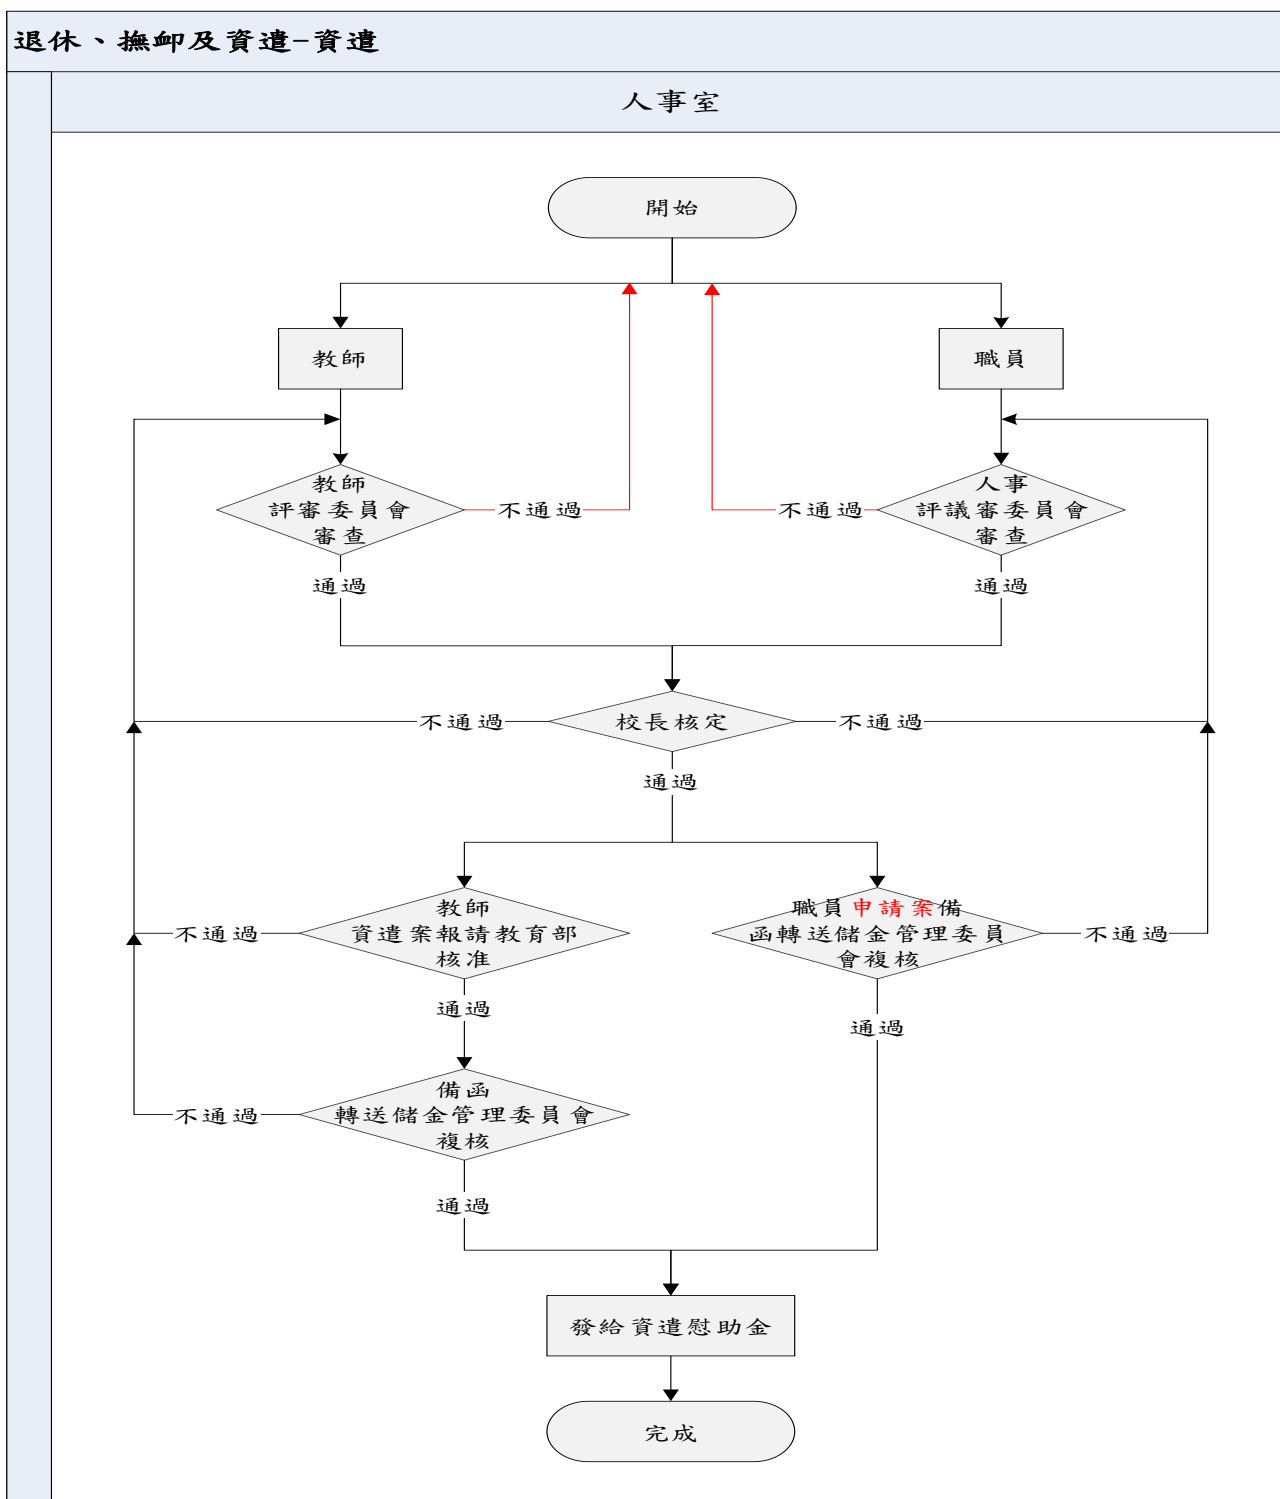 退休、撫卹及資遣-資遣
人事室
開始
教師
職員
教師
評審委員會
審查
不通過
不通過
人事
評議審委員會
審查
通過
通過
不通過
校長核定
不通過
通過
教師
資遣案報請教育部
核准
不通過
職員申請案備
函轉送儲金管理委員
會複核
不通過
通過
通過
備函
轉送儲金管理委員會
複核
不通過
通過
發給資遣慰助金
完成